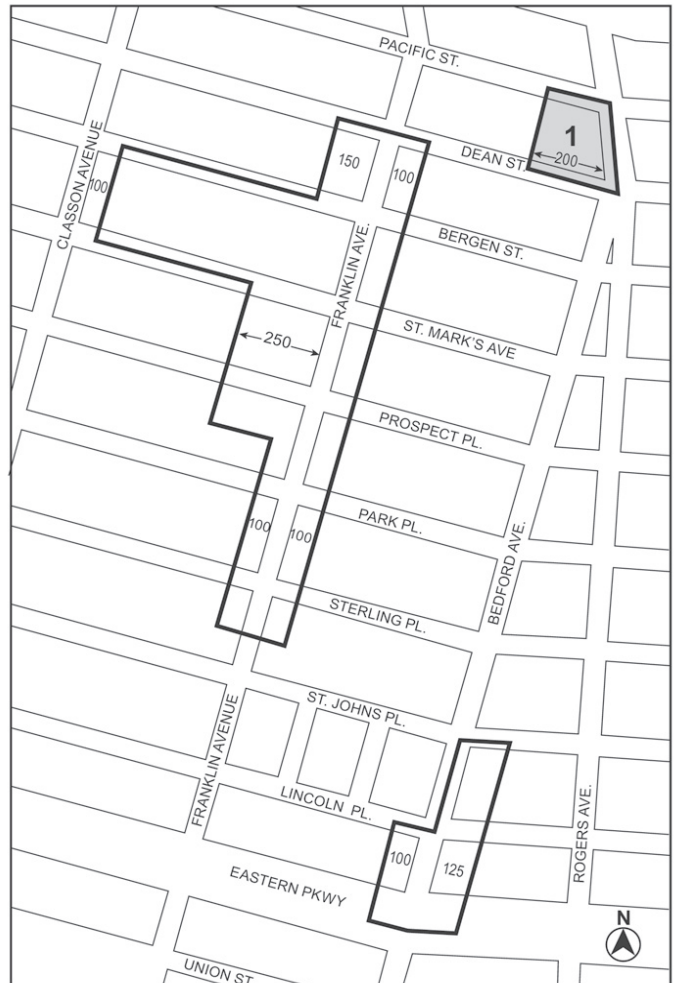 PACIFIC ST.
1
200
DEAN ST.
150
100
100
CLASSON AVENUE
FRANKLIN AVE.
BERGEN ST.
250
ST. MARK'S AVE
PROSPECT PL.
PARK PL.
100
100
BEDFORD AVE.
STERLING PL.
ST. JOHNS PL.
FRANKLIN AVENUE
LINCOLN PL.
ROGERS AVE.
100
125
EASTERN PKWY
N
UNION ST.